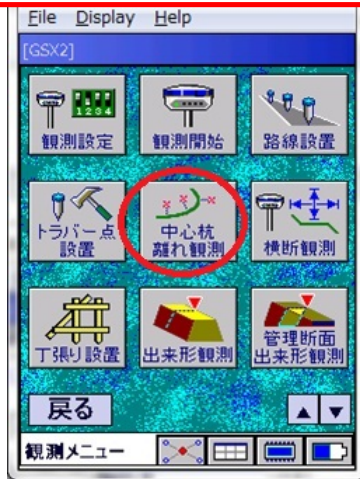 File Display Help
[GSX2]
観測設定
1234
観測開始
路線設置
トラバー点
設置
中心杭
離れ観測
横断観測
丁張り設置
出来形観測
管理断面
出来形観測
戻る
観測メニュー